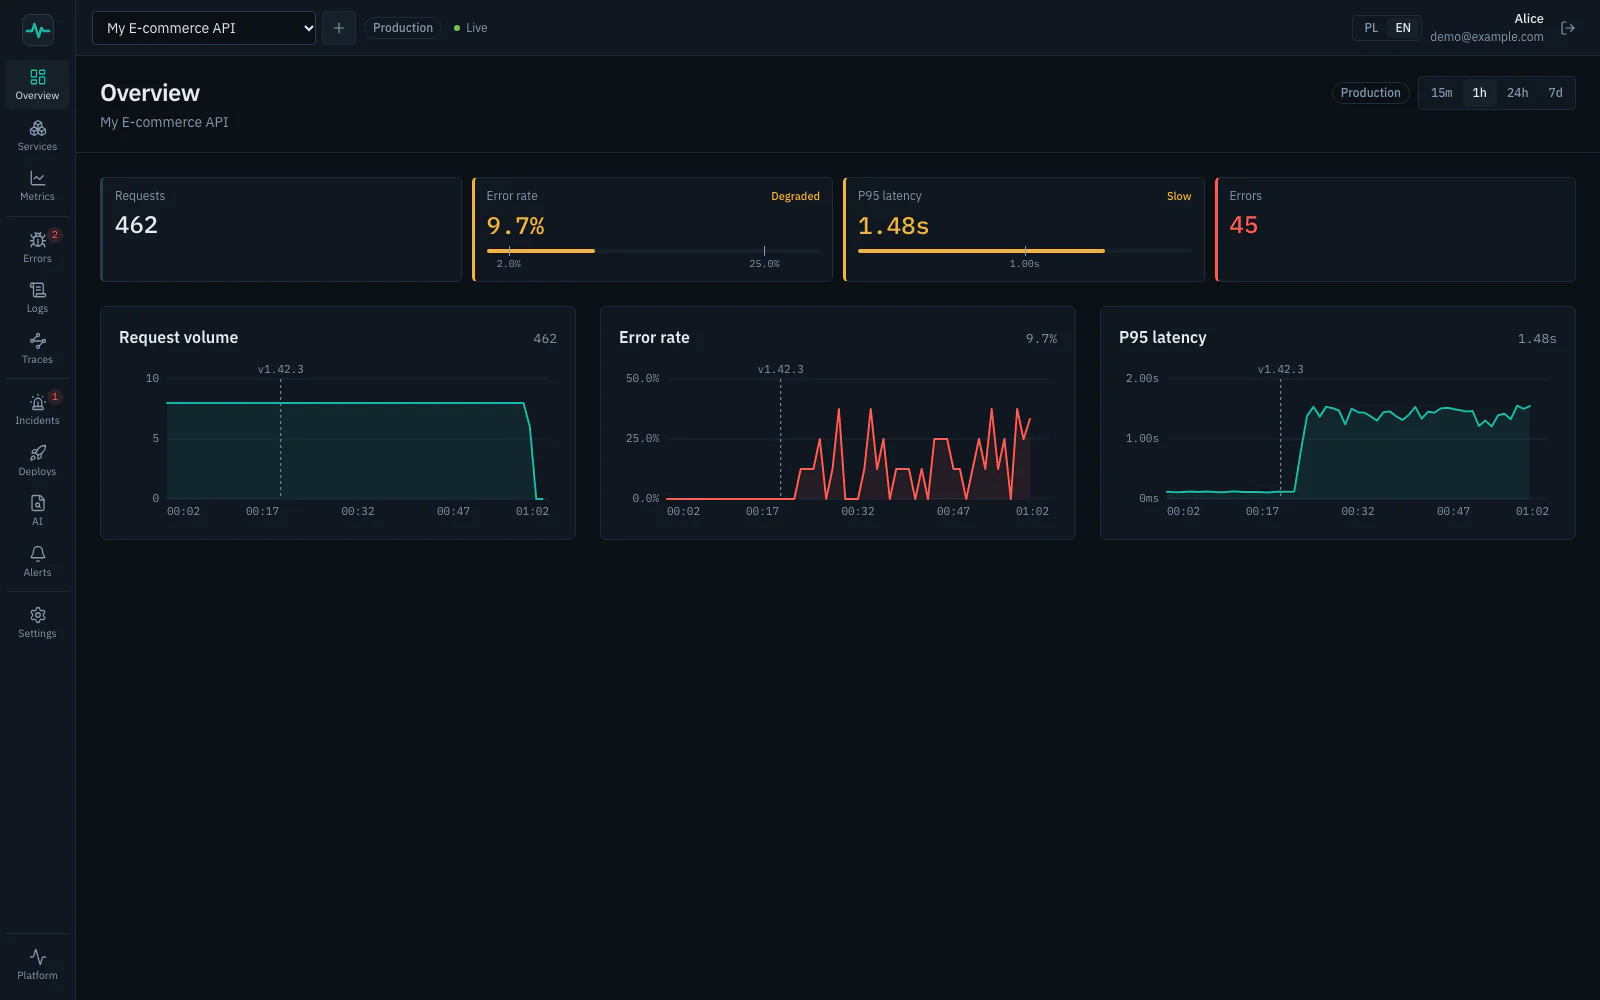 My E-commerce API
Production
Live
PL
EN
Alice
demo@example.com
Overview
Services
Metrics
2
Errors
Logs
Traces
1
Incidents
Deploys
AI
Alerts
Settings
Platform
Overview
My E-commerce API
Production
15m
1h
24h
7d
Requests
462
Error rate
Degraded
9.7%
2.0%
25.0%
P95 latency
Slow
1.48s
1.00s
Errors
45
Request volume
462
v1.42.3
10
5
0
00:02
00:17
00:32
00:47
01:02
Error rate
9.7%
v1.42.3
50.0%
25.0%
0.0%
00:02
00:17
00:32
00:47
01:02
P95 latency
1.48s
v1.42.3
2.00s
1.00s
0ms
00:02
00:17
00:32
00:47
01:02